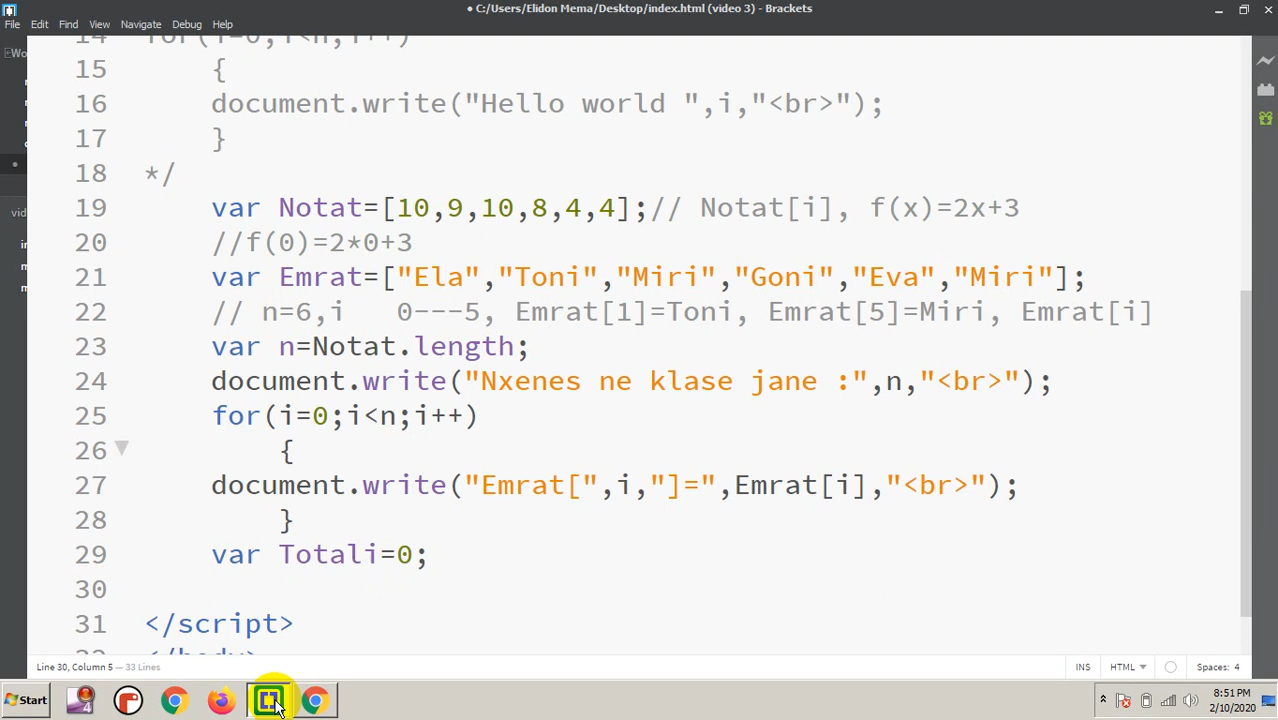 • C:/Users/Elidon Mema/Desktop/index.html (video 3) - Brackets
File Edit Find View Navigate Debug Help
14 for(i=0;i<n;i++)
15 {
16 document.write("Hello world ",i,"<br>");
17 }
18 */
19 var Notat=[10,9,10,8,4,4];// Notat[i], f(x)=2x+3
20 //f(0)=2*0+3
21 var Emrat=["Ela","Toni","Miri","Goni","Eva","Miri"];
22 // n=6,i 0---5, Emrat[1]=Toni, Emrat[5]=Miri, Emrat[i]
23 var n=Notat.length;
24 document.write("Nxenes ne klase jane :",n,"<br>");
25 for(i=0;i<n;i++)
26 {
27 document.write("Emrat[",i,"]=",Emrat[i],"<br>");
28 }
29 var Totali=0;
30
31 </script>
32 </body>
Line 30, Column 5 — 33 Lines
INS HTML Spaces: 4
Start
8:51 PM
2/10/2020